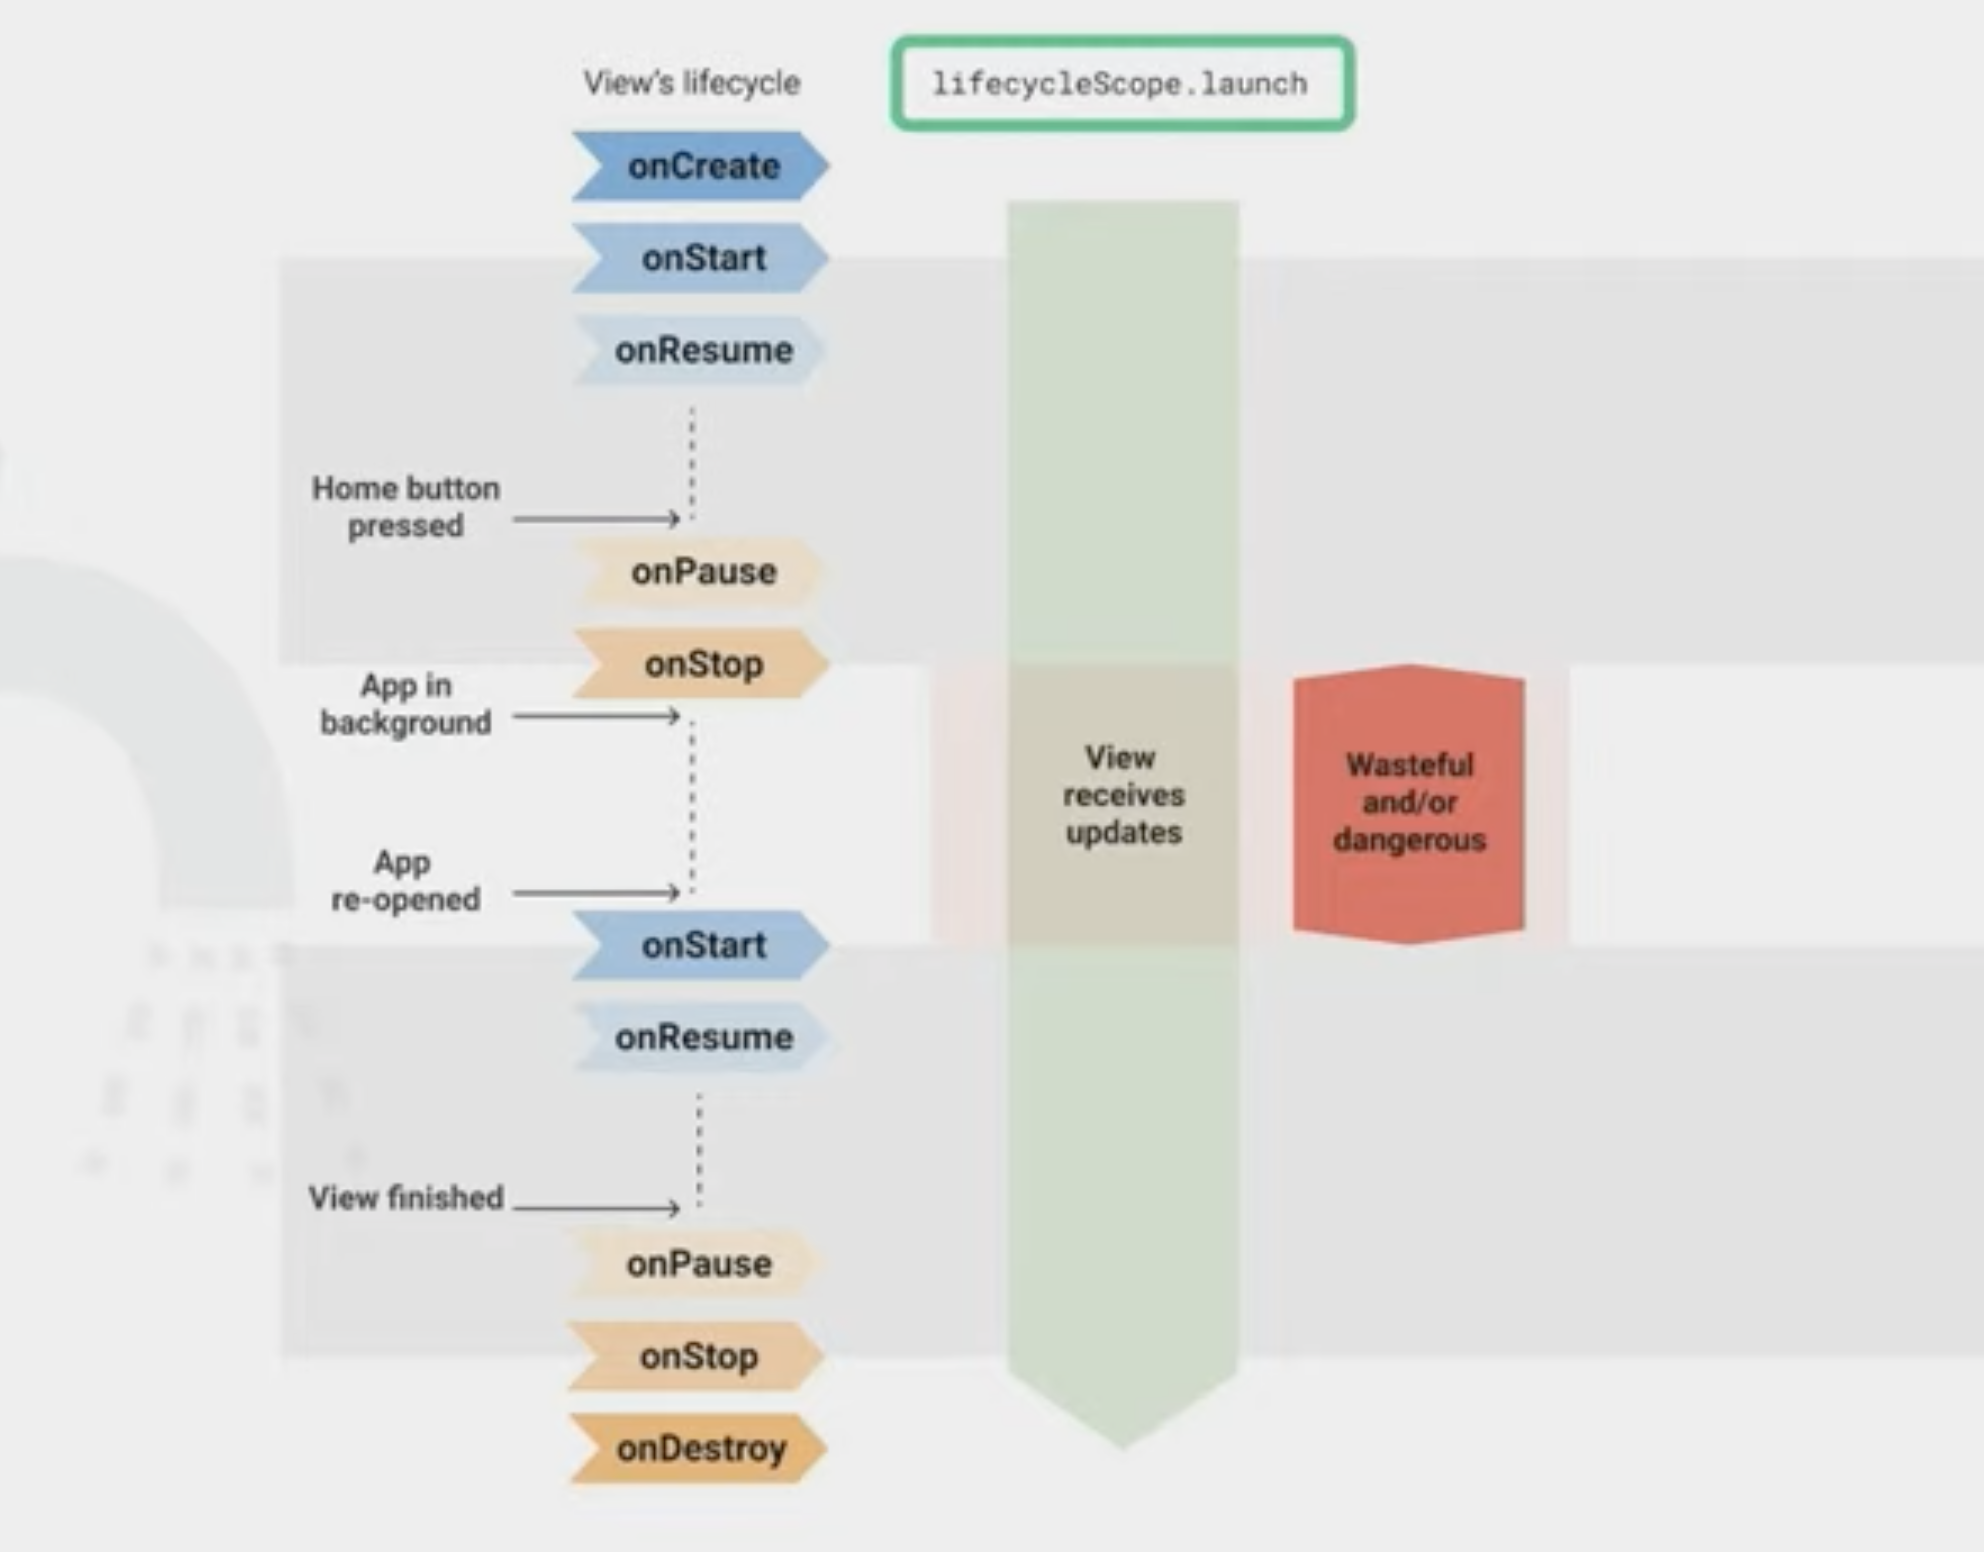 View's lifecycle
lifecycleScope.launch
onCreate
onStart
onResume
Home button
pressed
onPause
onStop
App in
background
View
receives
updates
Wasteful
and/or
dangerous
App
re-opened
onStart
onResume
View finished
onPause
onStop
onDestroy